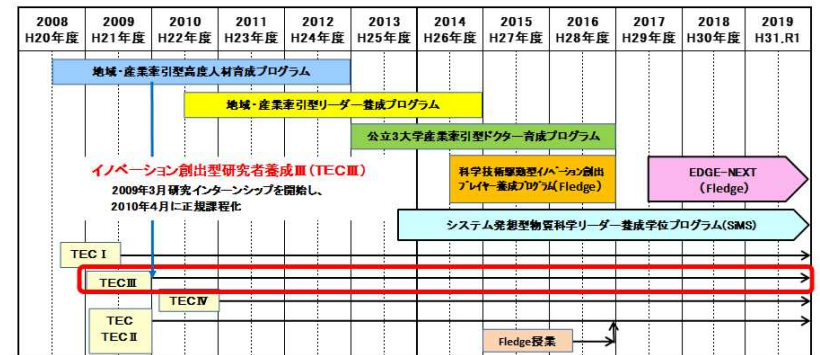 2008 2009 2010 2011 2012 2013 2014 2015 2016 2017 2018 2019
H20年度 H21年度 H22年度 H23年度 H24年度 H25年度 H26年度 H27年度 H28年度 H29年度 H30年度 H31,R1
地域・産業牽引型高度人材育成プログラム
地域・産業牽引型リーダー養成プログラム
公立3大学産業牽引型ドクター育成プログラム
イノベーション創出型研究者養成Ⅲ(TECⅢ)
2009年3月研究インターンシップを開始し、
2010年4月に正規課程化
科学技術駆動型イノベーション創出
プレイヤー養成プログラム(Fledge)
EDGE-NEXT
(Fledge)
システム発想型物質科学リーダー養成学位プログラム(SiMS)
TECⅠ
TECⅢ
TECⅣ
TEC
TECⅡ
Fledge授業